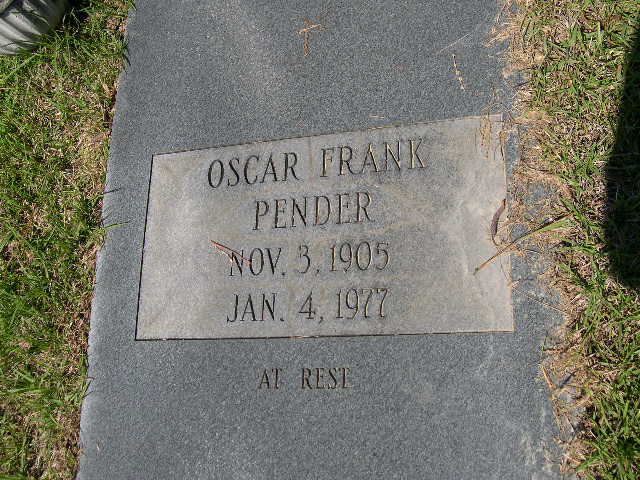 OSCAR FRANK
PENDER
NOV. 3, 1905
JAN. 4, 1977
AT REST